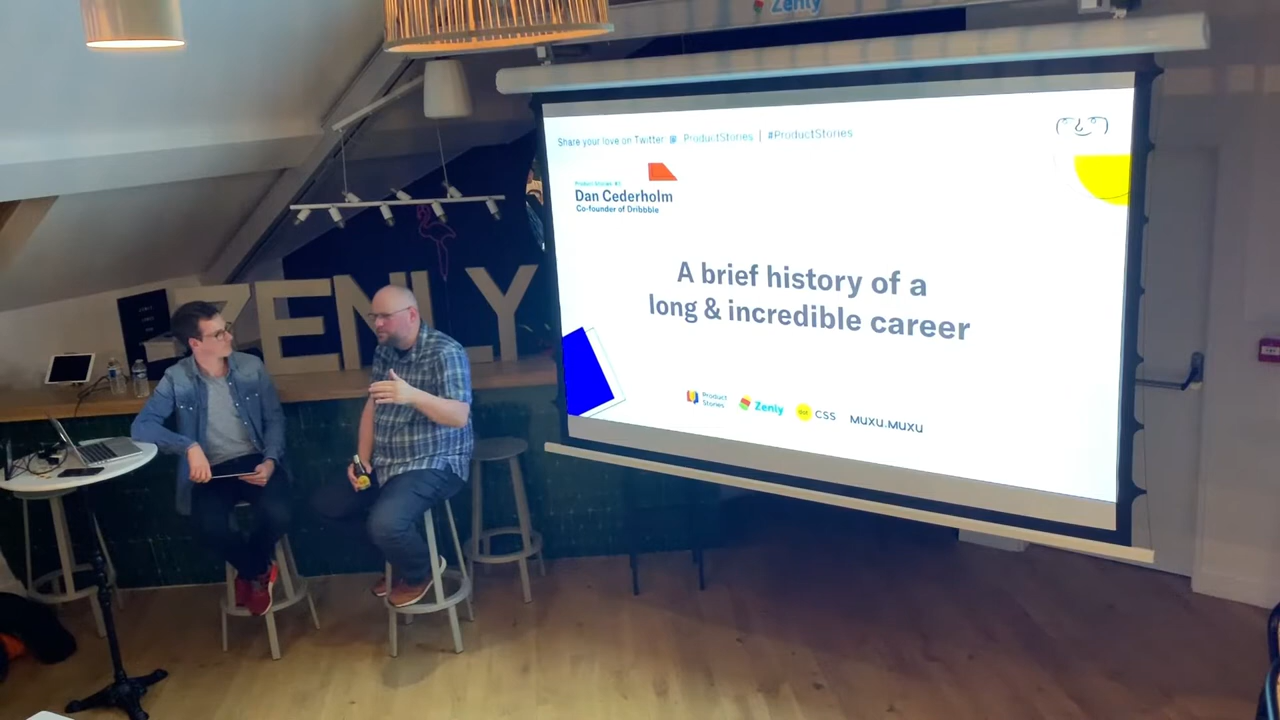 Zenly
Share your love on Twitter: @ ProductStories | #ProductStories
Product Stories #1
Dan Cederholm
Co-founder of Dribbble
A brief history of a
long & incredible career
Product
Stories
Zenly
dot CSS
MUXU.MUXU
ZENLY